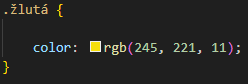 .žlutá {
color: rgb(245, 221, 11);
}